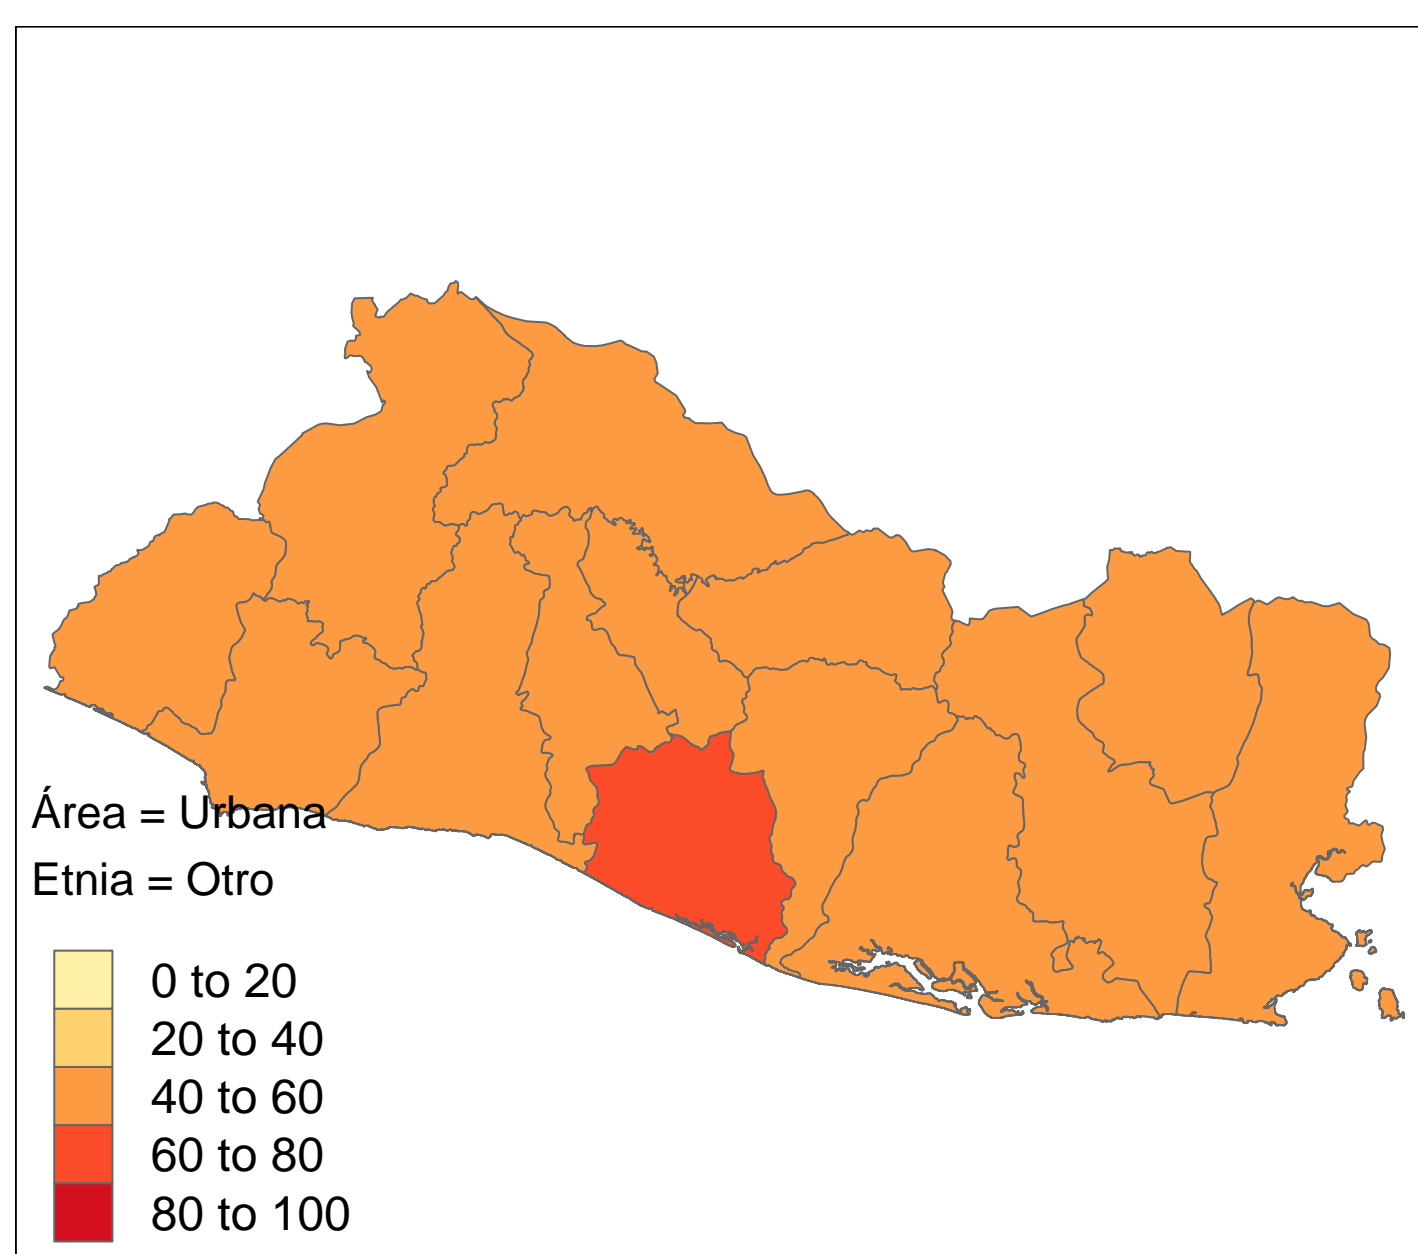 Área = Urbana
Etnia = Otro
0 to 20
20 to 40
40 to 60
60 to 80
80 to 100